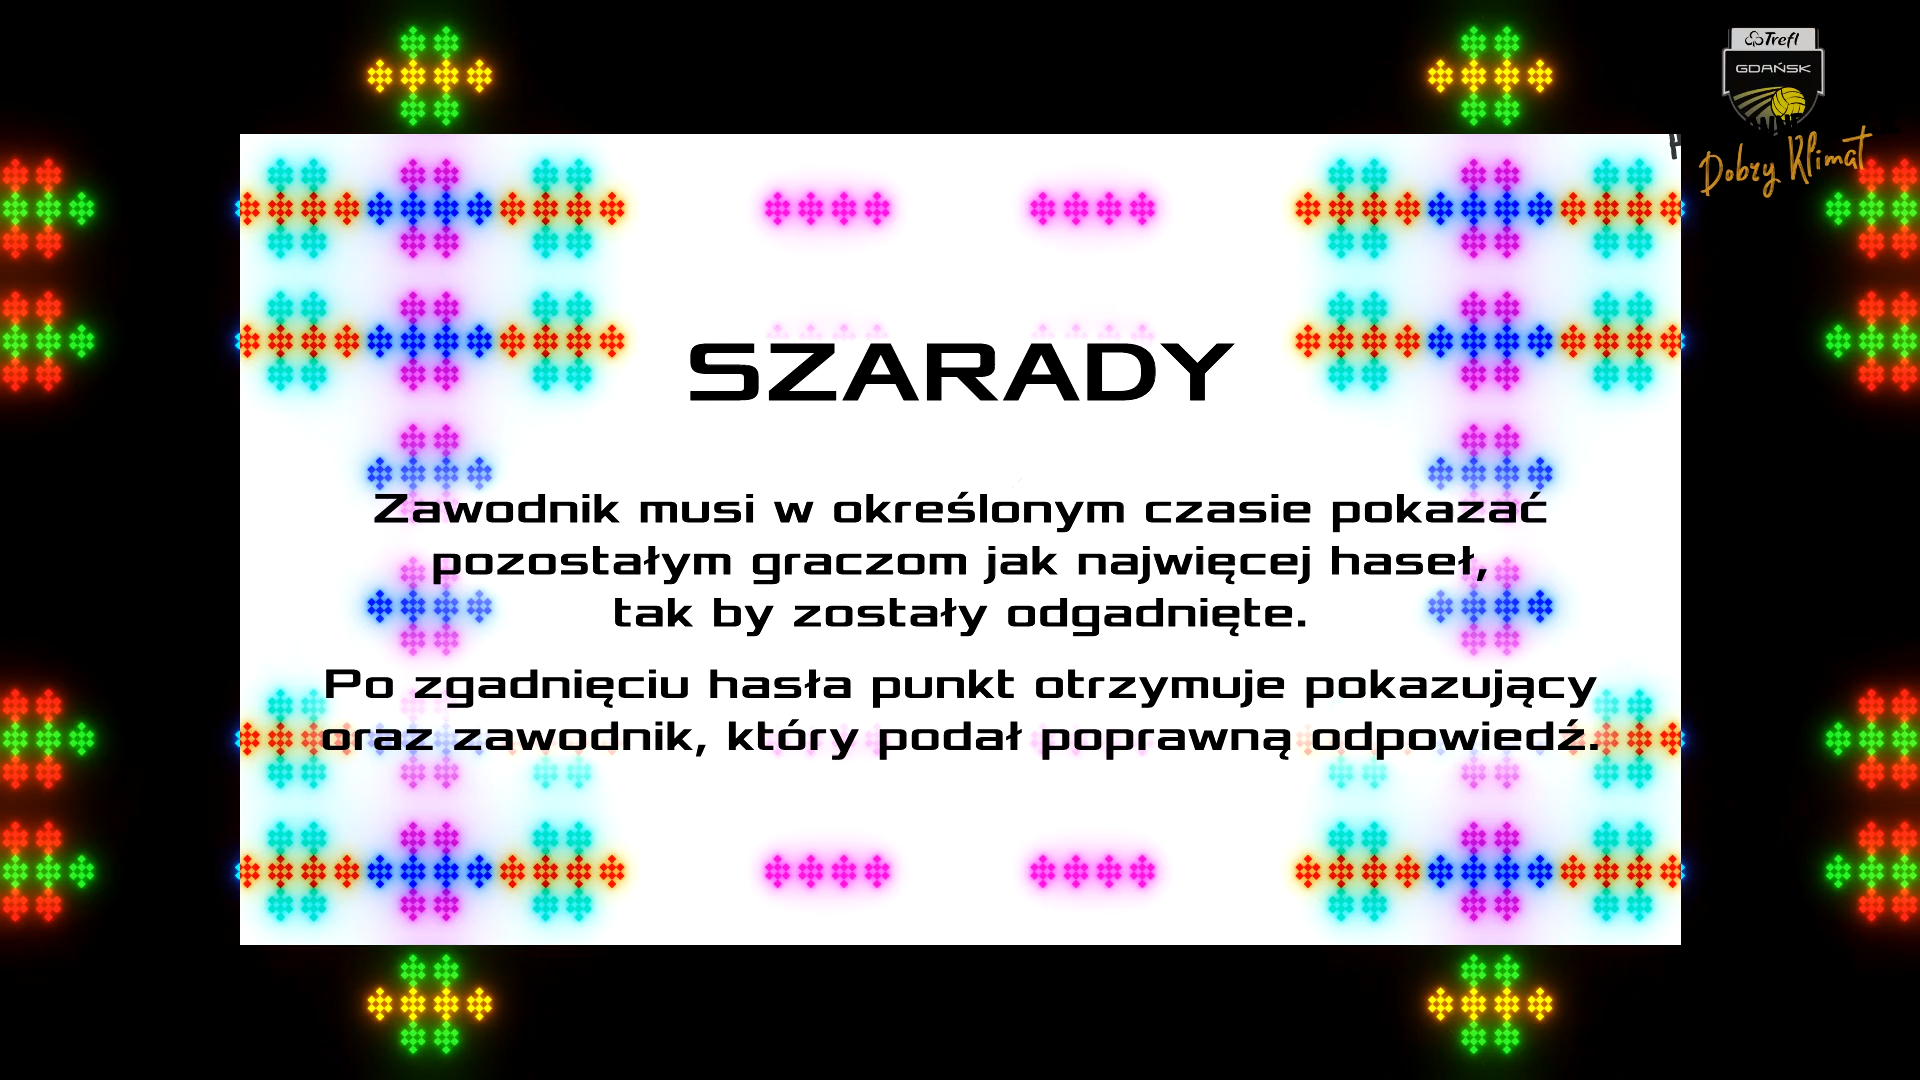 Trefl
GDAŃSK
Dobry Klimat
SZARADY
Zawodnik musi w określonym czasie pokazać
pozostałym graczom jak najwięcej haseł,
tak by zostały odgadnięte.
Po zgadnięciu hasła punkt otrzymuje pokazujący
oraz zawodnik, który podał poprawną odpowiedź.